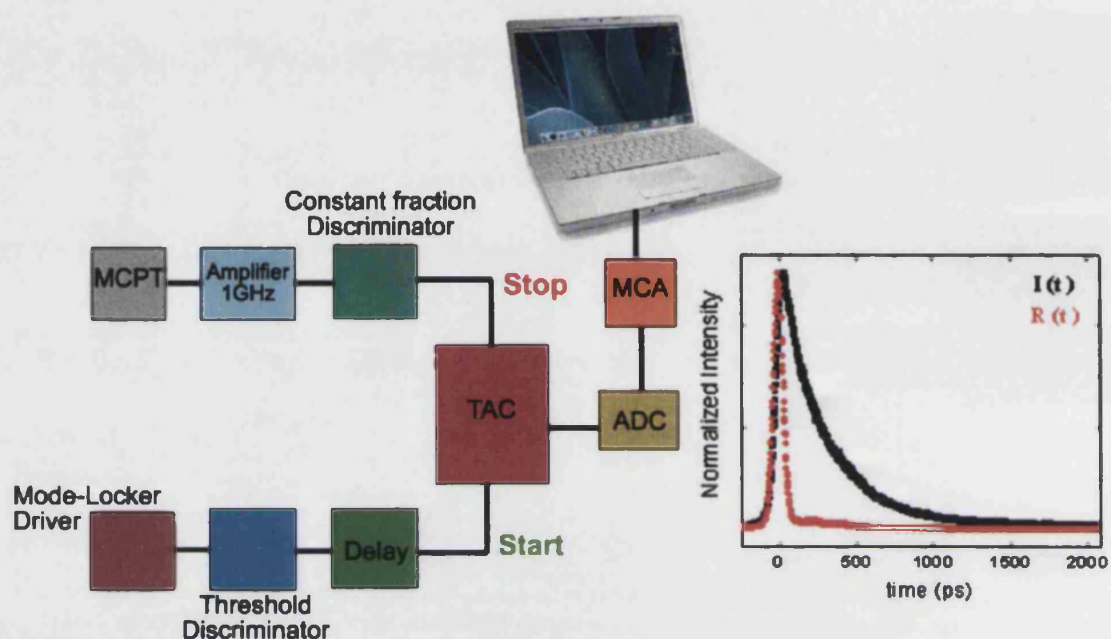 Constant fraction
Discriminator
MCPT
Amplifier
1GHz
Stop
MCA
TAC
ADC
Mode-Locker
Driver
Delay
Start
Threshold
Discriminator
I(t)
R(t)
Normalized Intensity
0
500
1000
1500
2000
time (ps)